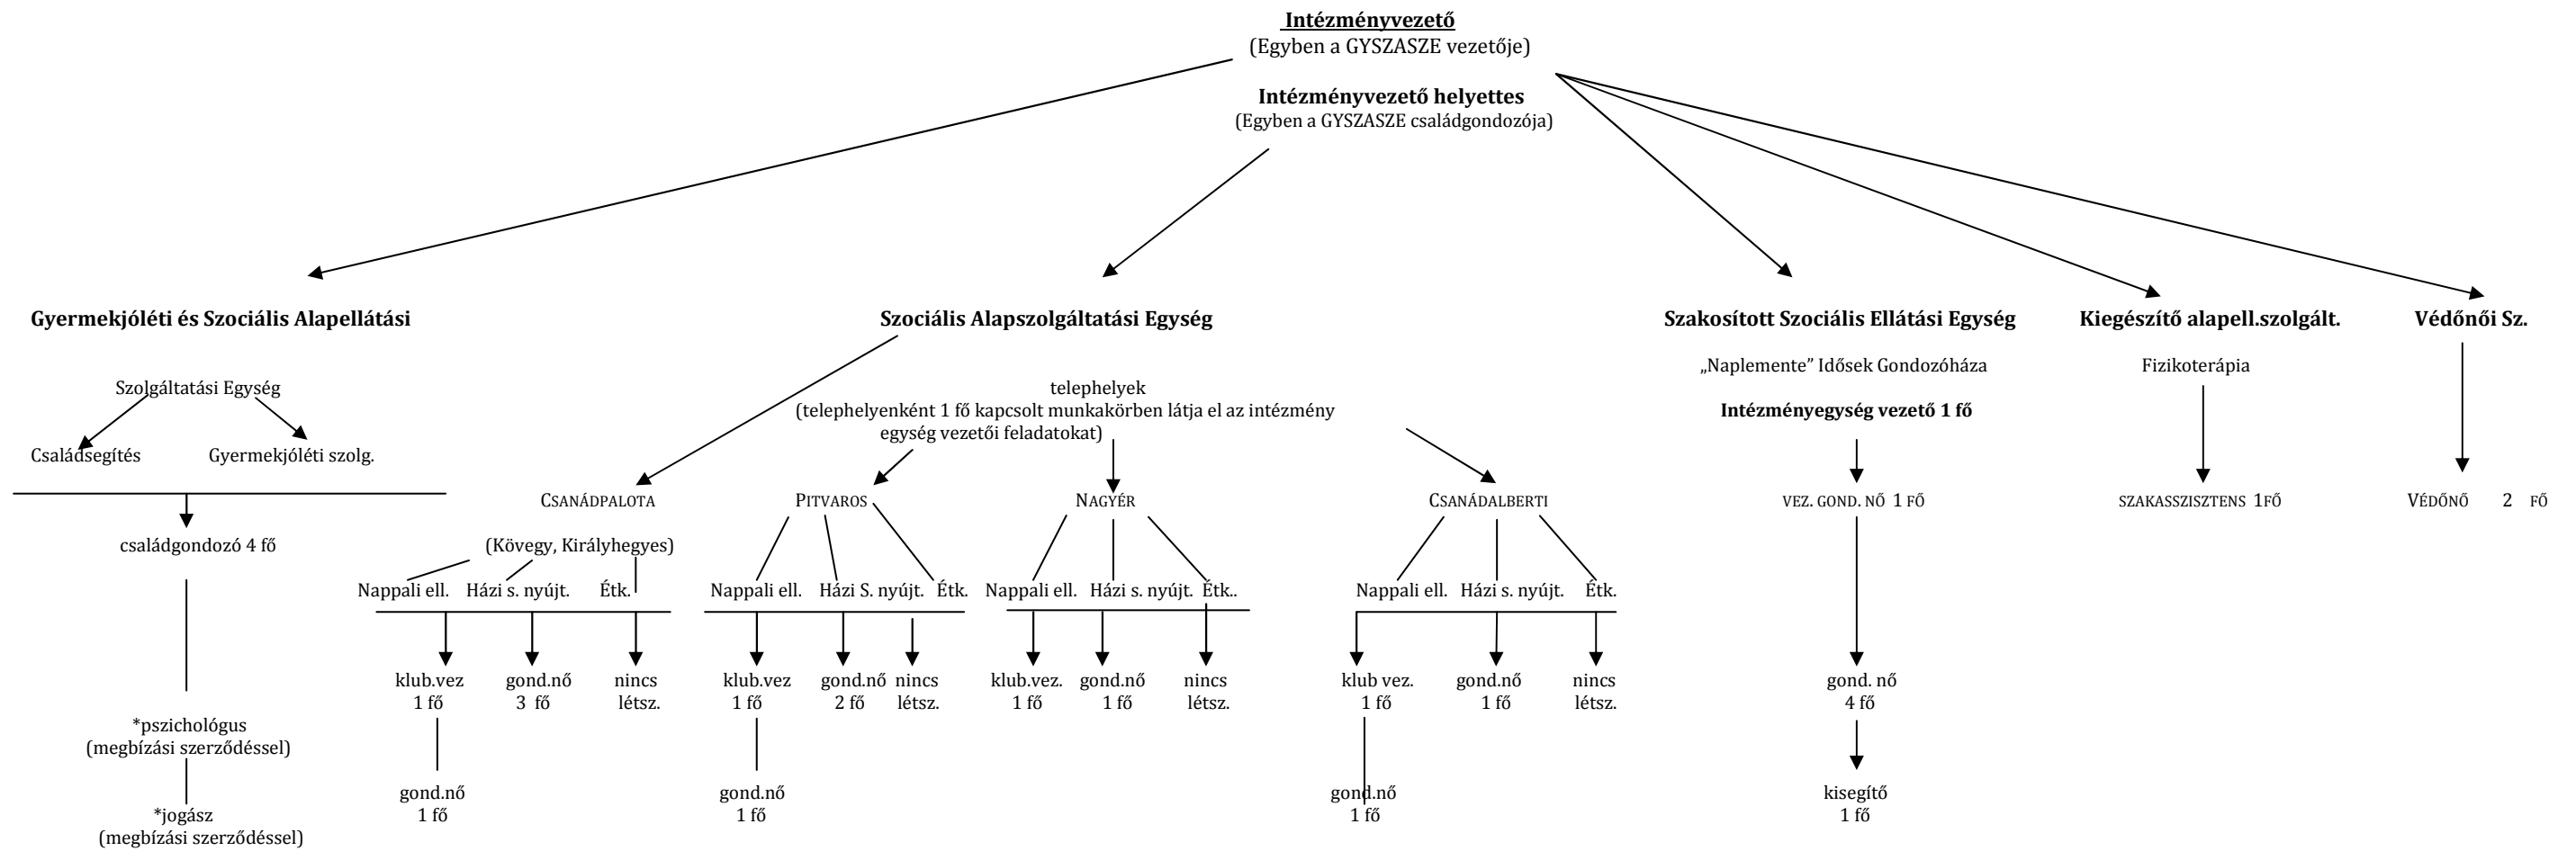 Intézményvezető
(Egyben a GYSZASZE vezetője)
Intézményvezető helyettes
(Egyben a GYSZASZE családgondozója)
Gyermekjóléti és Szociális Alapellátási
Szociális Alapszolgáltatási Egység
Szakosított Szociális Ellátási Egység
Kiegészítő alapell.szolgált.
Védőnői Sz.
Szolgáltatási Egység
telephelyek
(telephelyenként 1 fő kapcsolt munkakörben látja el az intézmény
egység vezetői feladatokat)
„Naplemente” Idősek Gondozóháza
Fizikoterápia
Intézményegység vezető 1 fő
Családsegítés
Gyermekjóléti szolg.
CSANÁDPALOTA
PITVAROS
NAGYÉR
CSANÁDALBERTI
VEZ. GOND. NŐ 1 FŐ
SZAKASSZISZTENS 1FŐ
VÉDŐNŐ 2 FŐ
családgondozó 4 fő
(Kövegy, Királyhegyes)
Nappali ell. Házi s. nyújt. Étk.
Nappali ell. Házi S. nyújt. Étk.
Nappali ell. Házi s. nyújt. Étk..
Nappali ell. Házi s. nyújt. Étk.
klub.vez gond.nő nincs
1 fő 3 fő létsz.
klub.vez gond.nő nincs
1 fő 2 fő létsz.
klub.vez. gond.nő nincs
1 fő 1 fő létsz.
klub vez. gond.nő nincs
1 fő 1 fő létsz.
gond. nő
4 fő
*pszichológus
(megbízási szerződéssel)
*jogász
(megbízási szerződéssel)
gond.nő
1 fő
gond.nő
1 fő
gond.nő
1 fő
kisegítő
1 fő